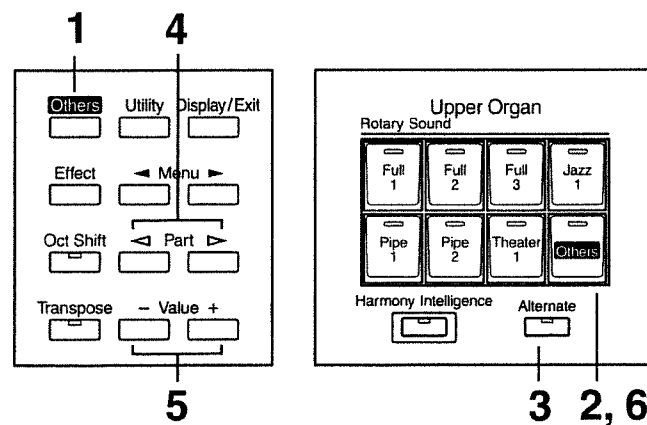 1 4
Others Utility Display/Exit
Effect ◄ Menu ►
Oct Shift ◁ Part ▷
Transpose − Value +
5
Upper Organ
Rotary Sound
Full 1 Full 2 Full 3 Jazz 1
Pipe 1 Pipe 2 Theater 1 Others
Harmony Intelligence Alternate
3 2, 6